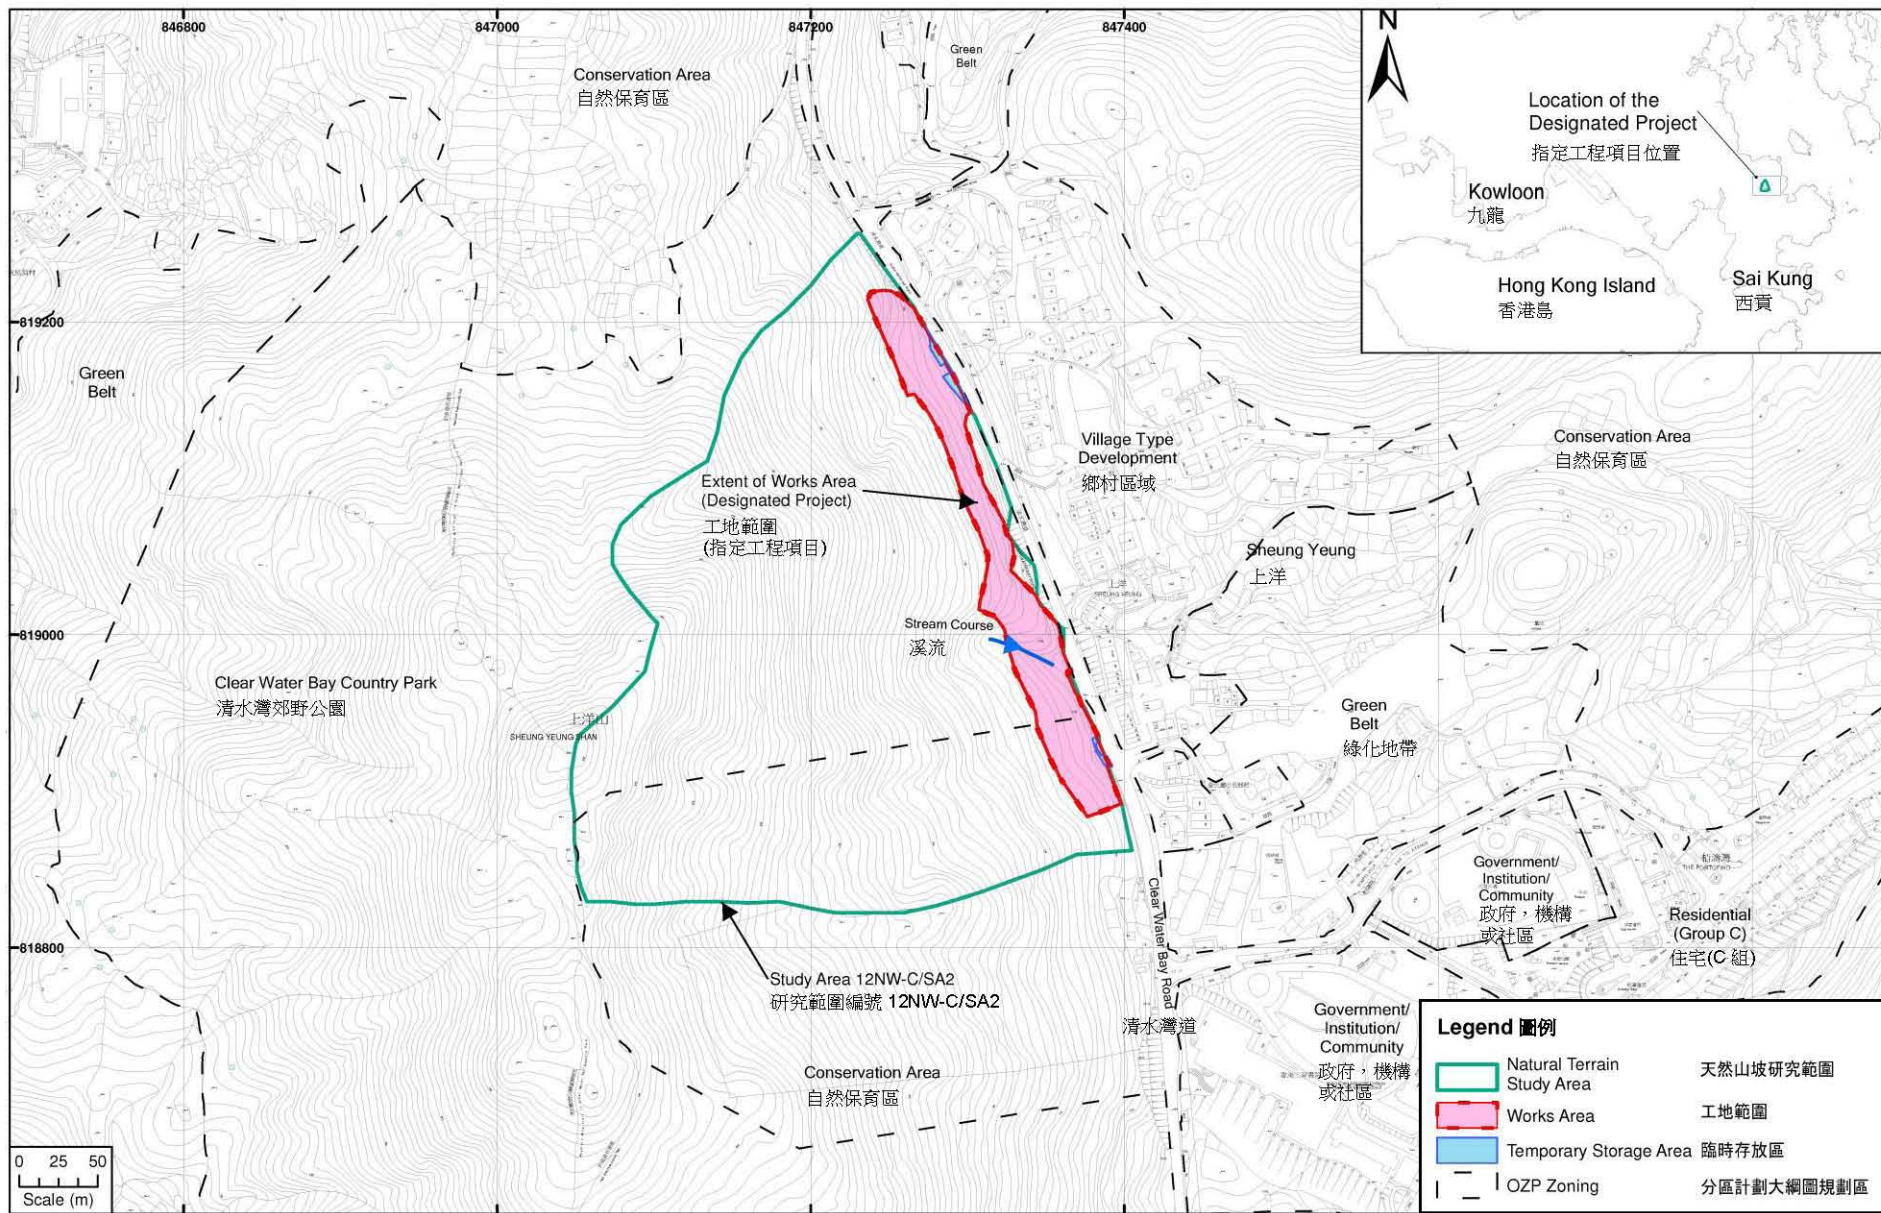 846800
847000
847200
847400
N
Conservation Area
自然保育區
Green
Belt
Location of the
Designated Project
指定工程項目位置
Kowloon
九龍
Hong Kong Island
香港島
Sai Kung
西貢
819200
Green
Belt
Village Type
Development
鄉村區域
Conservation Area
自然保育區
Extent of Works Area
(Designated Project)
工地範圍
(指定工程項目)
Sheung Yeung
上洋
上洋
SHEUNG YEUNG
819000
Stream Course
溪流
Clear Water Bay Country Park
清水灣郊野公園
上洋山
SHEUNG YEUNG SHAN
Green
Belt
綠化地帶
Government/
Institution/
Community
政府，機構
或社區
THE PORTOFINO
Residential
(Group C)
住宅(C 組)
818800
Clear Water Bay Road
清水灣道
Study Area 12NW-C/SA2
研究範圍編號 12NW-C/SA2
Government/
Institution/
Community
政府，機構
或社區
Conservation Area
自然保育區
Legend 圖例
Natural Terrain
Study Area
天然山坡研究範圍
Works Area 工地範圍
Temporary Storage Area 臨時存放區
OZP Zoning 分區計劃大綱圖規劃區
0 25 50
Scale (m)